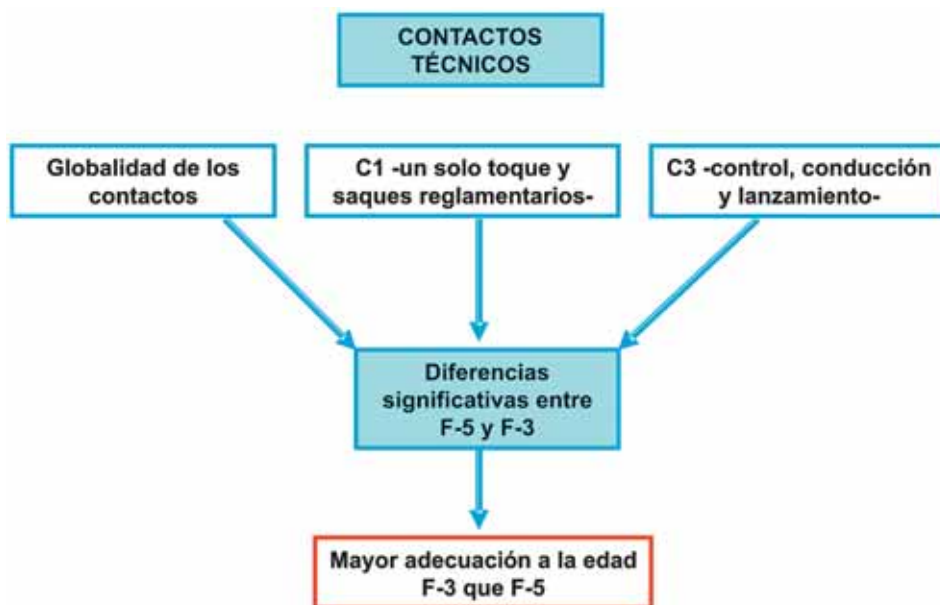 CONTACTOS
TÉCNICOS
Globalidad de los
contactos
C1 -un solo toque y
saques reglamentarios-
C3 -control, conducción
y lanzamiento-
Diferencias
significativas entre
F-5 y F-3
Mayor adecuación a la edad
F-3 que F-5